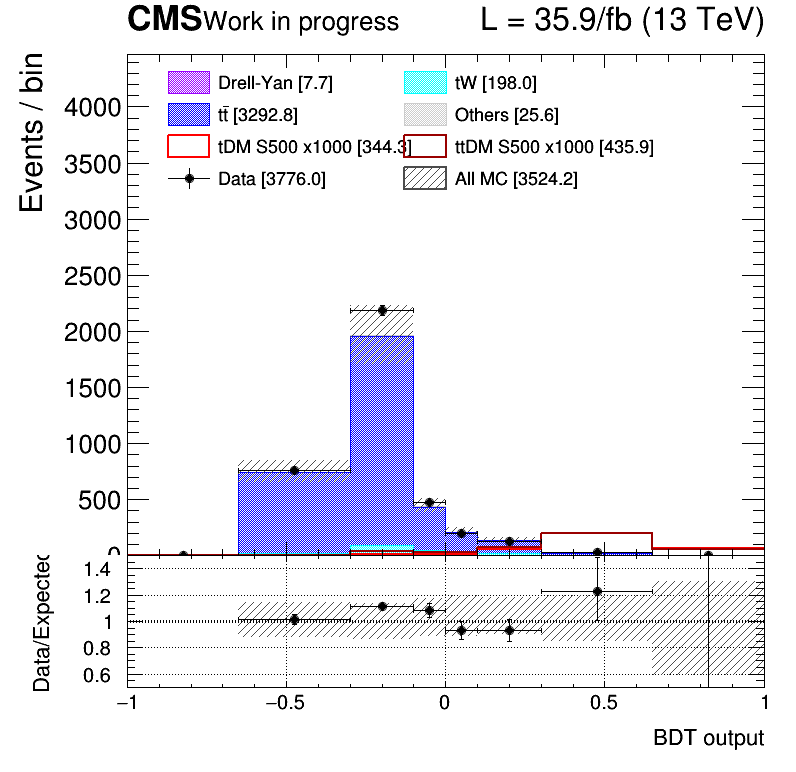 CMS Work in progress L = 35.9/fb (13 TeV)
Events / bin
4000
3500
3000
2500
2000
1500
1000
500
0
Drell-Yan [7.7]
tW [198.0]
tt̄ [3292.8]
Others [25.6]
tDM S500 x1000 [344.3]
ttDM S500 x1000 [435.9]
Data [3776.0]
All MC [3524.2]
Data/Expected
1.4
1.2
1
0.8
0.6
−1 −0.5 0 0.5 1
BDT output